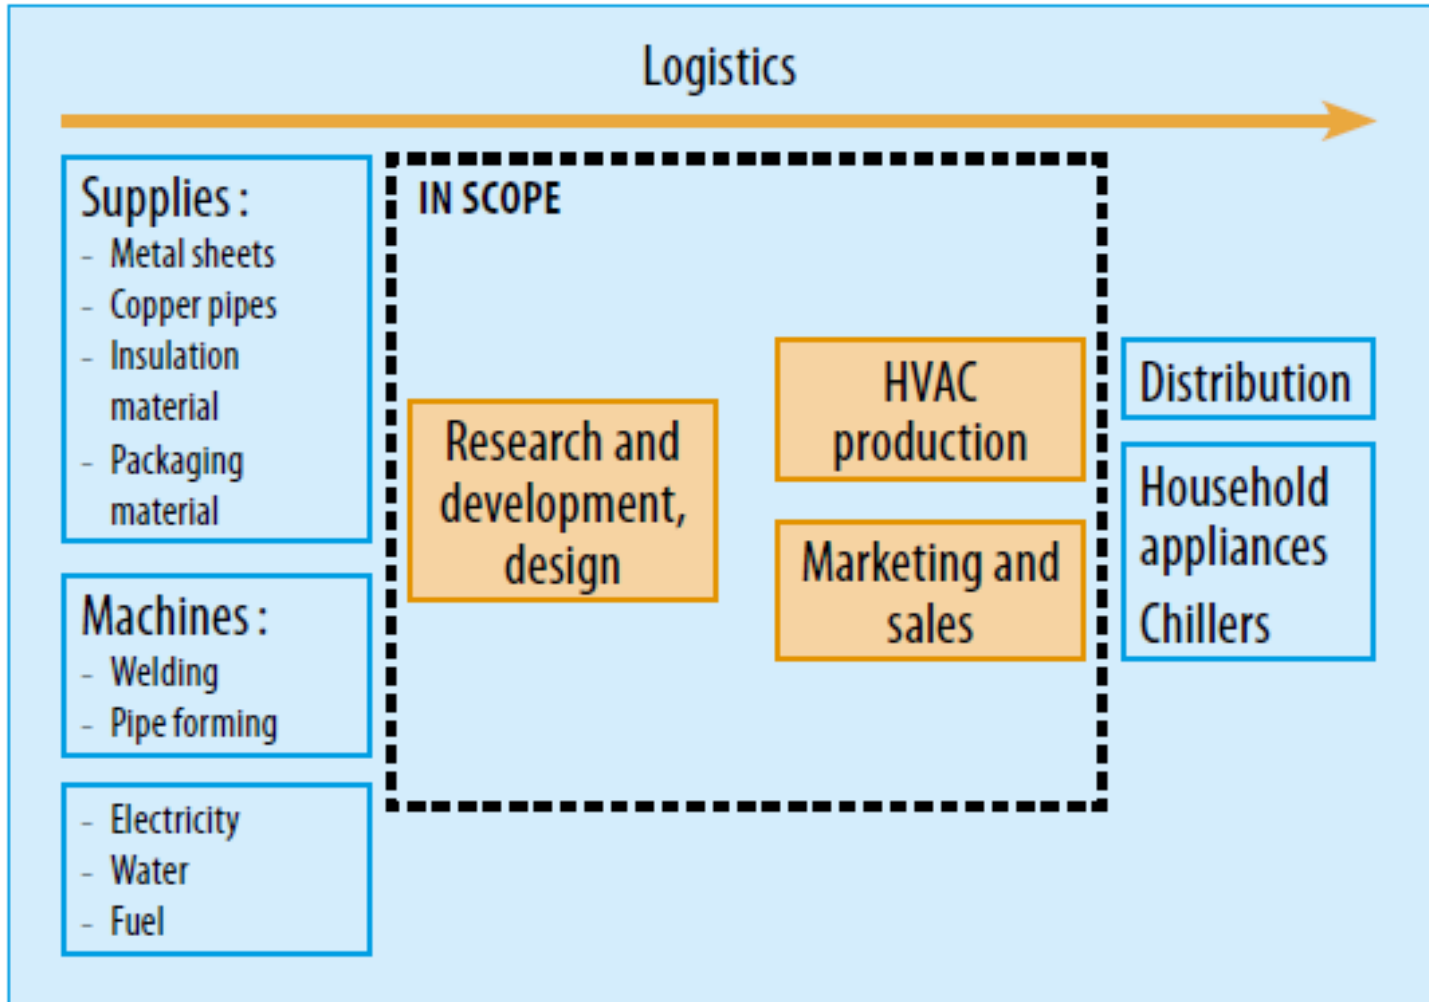 Logistics
Supplies :
- Metal sheets
- Copper pipes
- Insulation
material
- Packaging
material
Machines :
- Welding
- Pipe forming
- Electricity
- Water
- Fuel
IN SCOPE
Research and
development,
design
HVAC
production
Marketing and
sales
Distribution
Household
appliances
Chillers